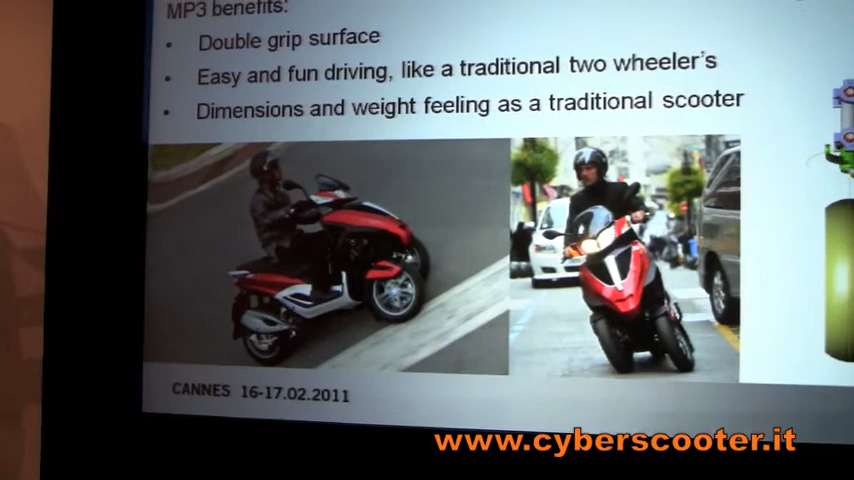 MP3 benefits:
• Double grip surface
• Easy and fun driving, like a traditional two wheeler's
• Dimensions and weight feeling as a traditional scooter
CANNES 16-17.02.2011
www.cyberscooter.it